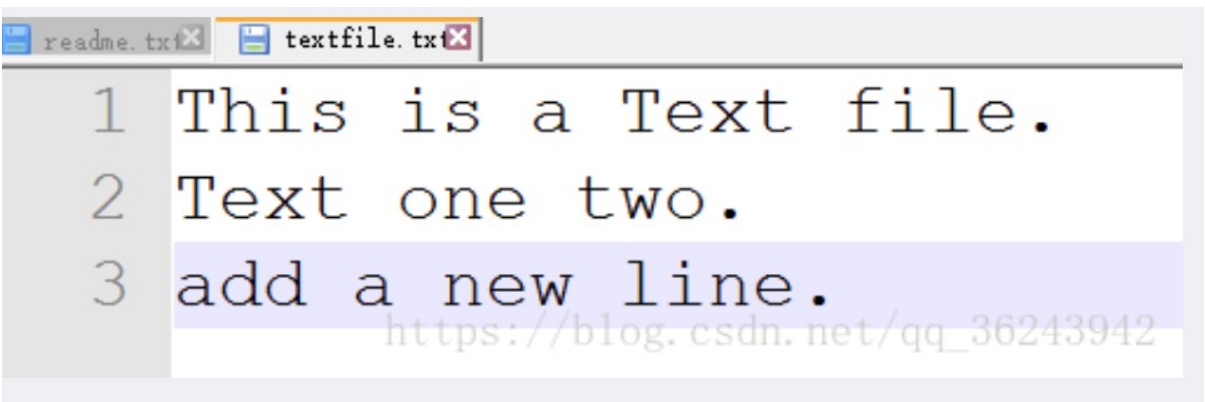 readme.txt textfile.txt
1 This is a Text file.
2 Text one two.
3 add a new line.
https://blog.csdn.net/qq_36243942